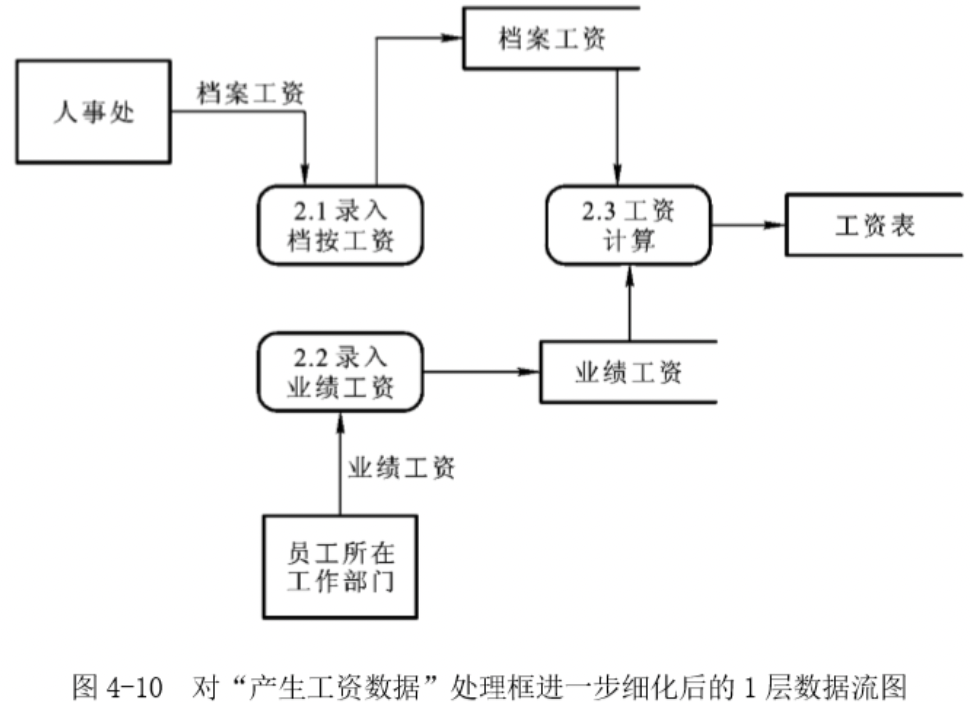 档案工资
人事处
档案工资
2.1 录入
档按工资
2.3 工资
计算
工资表
2.2 录入
业绩工资
业绩工资
业绩工资
员工所在
工作部门
图 4-10 对“产生工资数据”处理框进一步细化后的 1 层数据流图